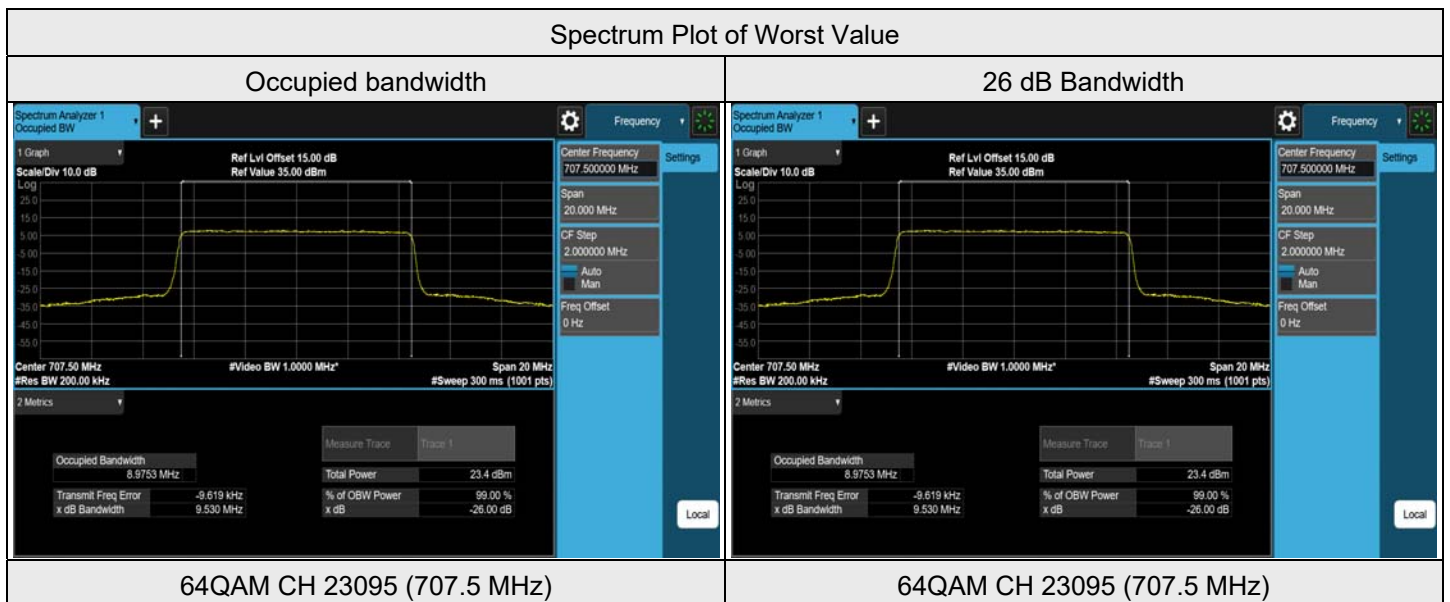 Spectrum Plot of Worst Value
Occupied bandwidth
26 dB Bandwidth
Spectrum Analyzer 1
Occupied BW
+
Frequency
1 Graph
Ref Lvl Offset 15.00 dB
Scale/Div 10.0 dB
Ref Value 35.00 dBm
Log
25.0
15.0
5.00
-5.00
-15.0
-25.0
-35.0
-45.0
-55.0
Center 707.50 MHz
#Video BW 1.0000 MHz*
Span 20 MHz
#Res BW 200.00 kHz
#Sweep 300 ms (1001 pts)
Center Frequency
707.500000 MHz
Settings
Span
20.000 MHz
CF Step
2.000000 MHz
Auto
Man
Freq Offset
0 Hz
2 Metrics
Measure Trace
Trace 1
Occupied Bandwidth
8.9753 MHz
Total Power
23.4 dBm
Transmit Freq Error
-9.619 kHz
% of OBW Power
99.00 %
x dB Bandwidth
9.530 MHz
x dB
-26.00 dB
Local
Spectrum Analyzer 1
Occupied BW
+
Frequency
1 Graph
Ref Lvl Offset 15.00 dB
Scale/Div 10.0 dB
Ref Value 35.00 dBm
Log
25.0
15.0
5.00
-5.00
-15.0
-25.0
-35.0
-45.0
-55.0
Center 707.50 MHz
#Video BW 1.0000 MHz*
Span 20 MHz
#Res BW 200.00 kHz
#Sweep 300 ms (1001 pts)
Center Frequency
707.500000 MHz
Settings
Span
20.000 MHz
CF Step
2.000000 MHz
Auto
Man
Freq Offset
0 Hz
2 Metrics
Measure Trace
Trace 1
Occupied Bandwidth
8.9753 MHz
Total Power
23.4 dBm
Transmit Freq Error
-9.619 kHz
% of OBW Power
99.00 %
x dB Bandwidth
9.530 MHz
x dB
-26.00 dB
Local
64QAM CH 23095 (707.5 MHz)
64QAM CH 23095 (707.5 MHz)